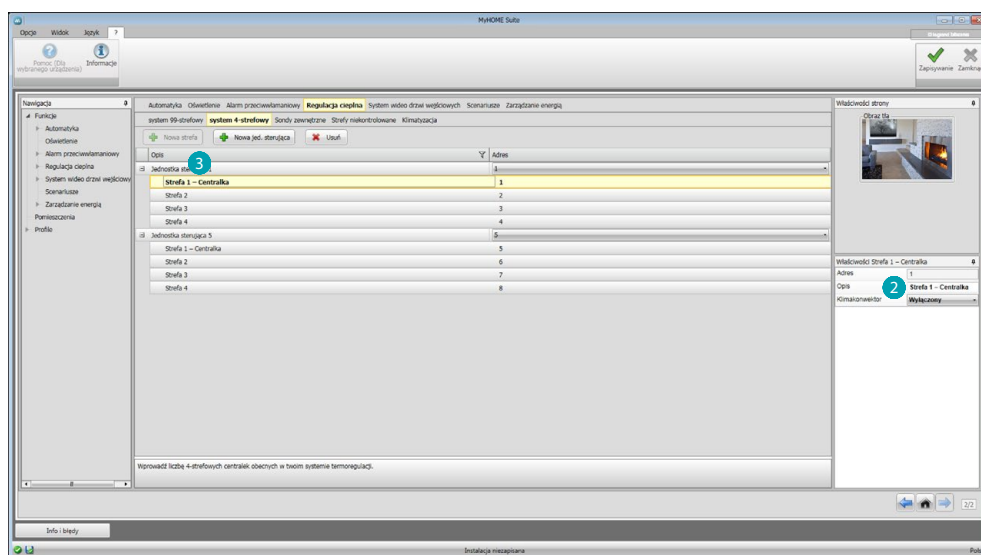 MyHOME Suite
Opcje Widok Język ?
Pomoc (Dla wybranego urządzenia)
Informacje
Zapisywanie
Nawigacja
Funkcje
Automatyka
Oświetlenie
Alarm przeciwwłamaniowy
Regulacja cieplna
System wideo drzwi wejściowy
Scenariusze
Zarządzanie energią
Pomieszczenia
Profile
Automatyka Oświetlenie Alarm przeciwwłamaniowy Regulacja cieplna System wideo drzwi wejściowych Scenariusze Zarządzanie energią
system 99-strefowy system 4-strefowy Sondy zewnętrzne Strefy niekontrolowane Klimatyzacja
Nowa strefa Nowa jed. sterująca Usuń
Opis Adres
3
Jednostka 1
Strefa 1 – Centralka 1
Strefa 2 2
Strefa 3 3
Strefa 4 4
Jednostka sterująca 5 5
Strefa 1 – Centralka 5
Strefa 2 6
Strefa 3 7
Strefa 4 8
Wprowadź liczbę 4-strefowych centralek obecnych w twoim systemie termoregulacji.
Właściwości strony
Obraz tła
Właściwości Strefa 1 – Centralka
Adres 1
Opis 2 Strefa 1 – Centralka
Klimakonwektor Wyłączony
2/2
Info i błędy
Instalacja niezapisana